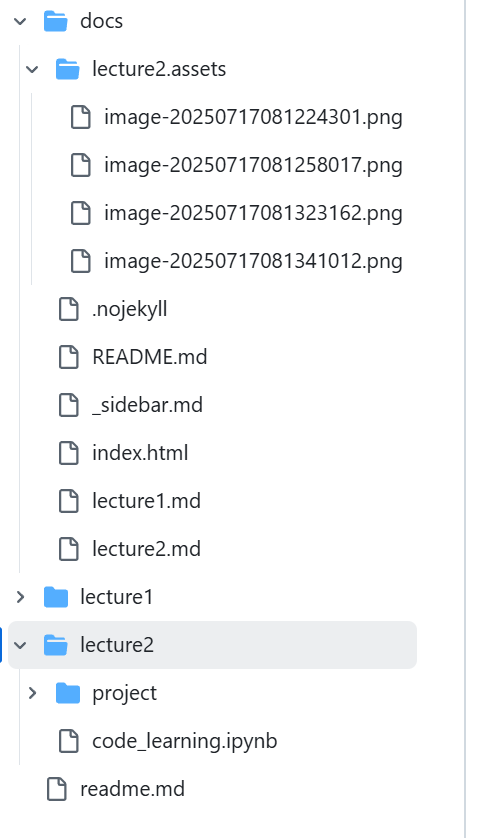 docs
lecture2.assets
image-20250717081224301.png
image-20250717081258017.png
image-20250717081323162.png
image-20250717081341012.png
.nojekyll
README.md
_sidebar.md
index.html
lecture1.md
lecture2.md
lecture1
lecture2
project
code_learning.ipynb
readme.md